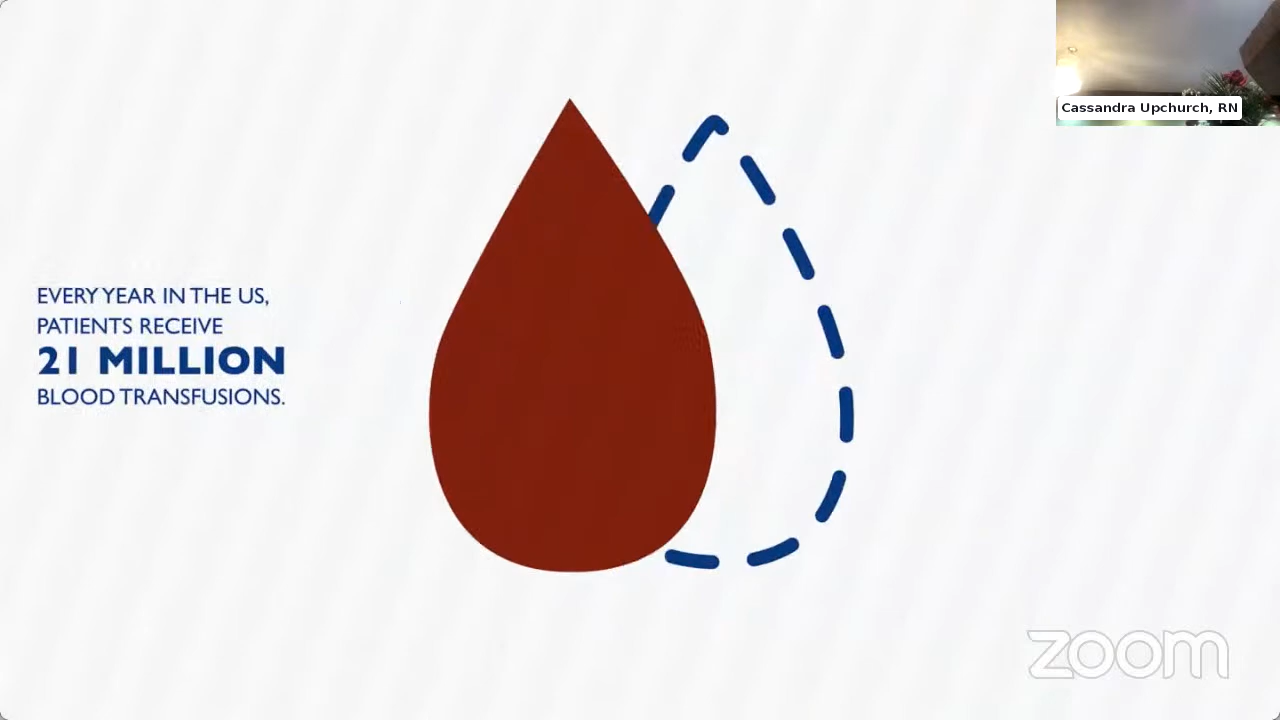 EVERY YEAR IN THE US,
PATIENTS RECEIVE
21 MILLION
BLOOD TRANSFUSIONS.
Cassandra Upchurch, RN
zoom